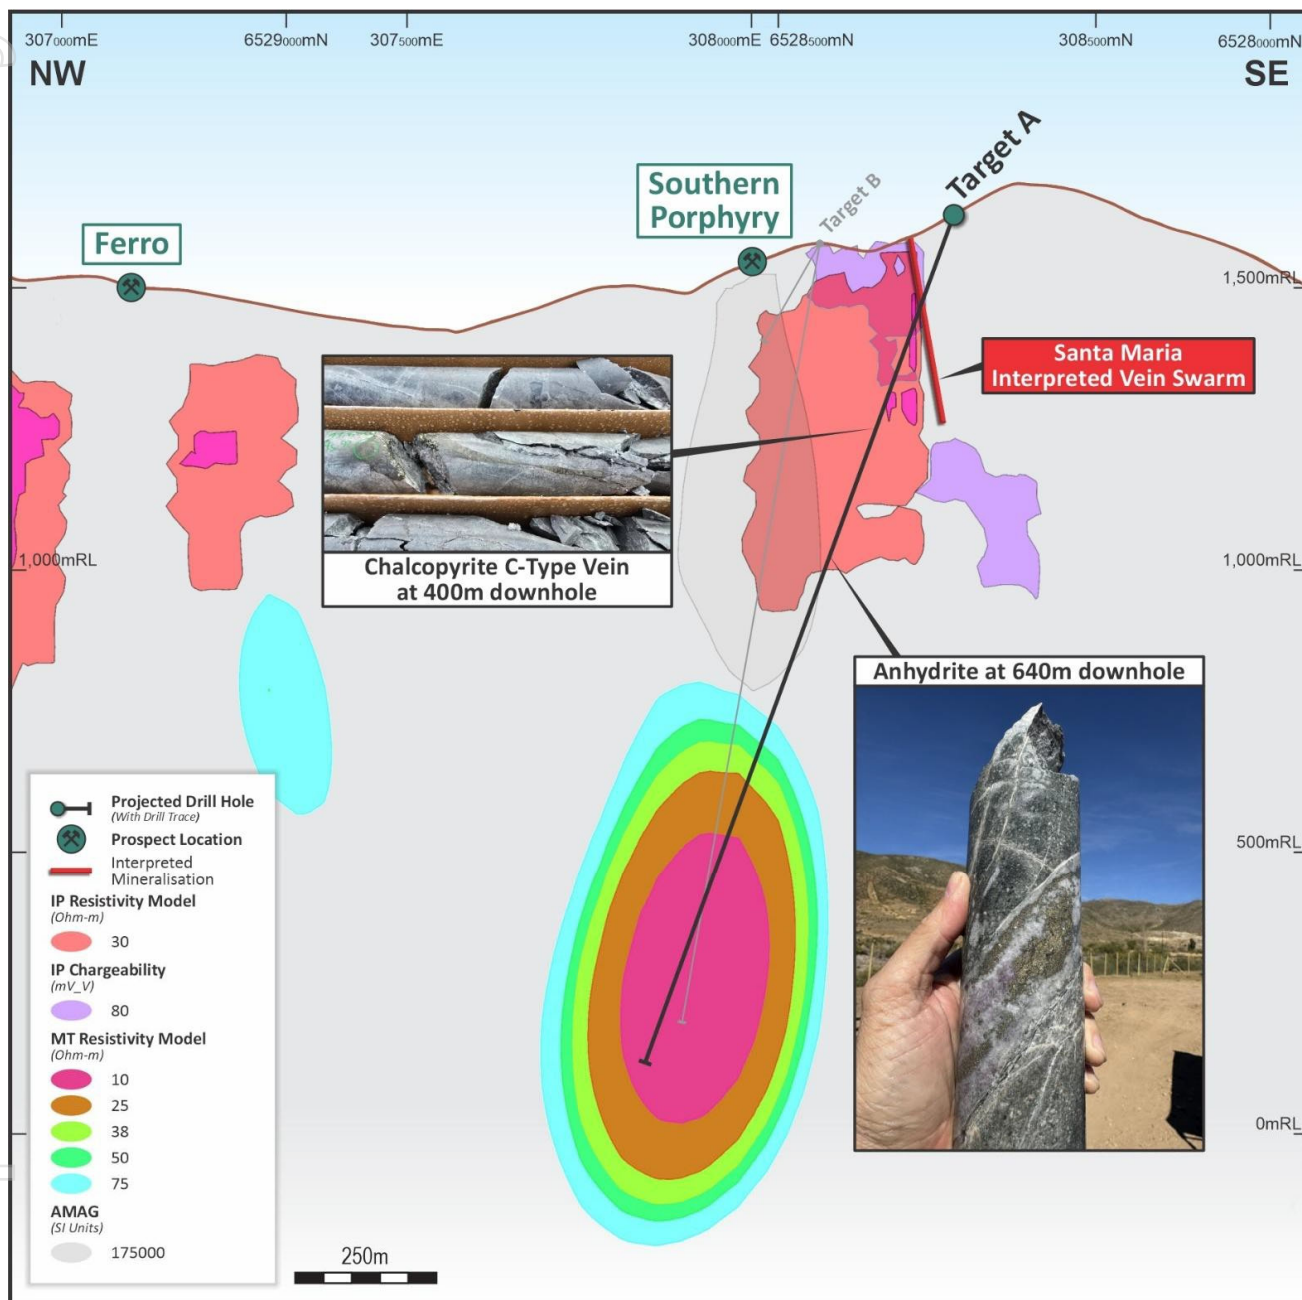 307000mE
6529000mN
307500mE
308000mE
6528500mN
308500mN
6528000mN
NW
SE
Target A
Target B
Southern
Porphyry
Ferro
1,500mRL
Santa Maria
Interpreted Vein Swarm
Chalcopyrite C-Type Vein
at 400m downhole
1,000mRL
1,000mRL
Anhydrite at 640m downhole
500mRL
0mRL
Projected Drill Hole
(With Drill Trace)
Prospect Location
Interpreted
Mineralisation
IP Resistivity Model
(Ohm-m)
30
IP Chargeability
(mV_V)
80
MT Resistivity Model
(Ohm-m)
10
25
38
50
75
AMAG
(SI Units)
175000
250m